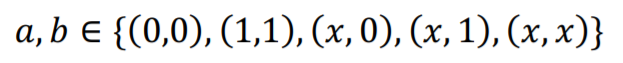 𝑎, 𝑏 ∈ {(0,0), (1,1), (𝑥, 0), (𝑥, 1), (𝑥, 𝑥)}